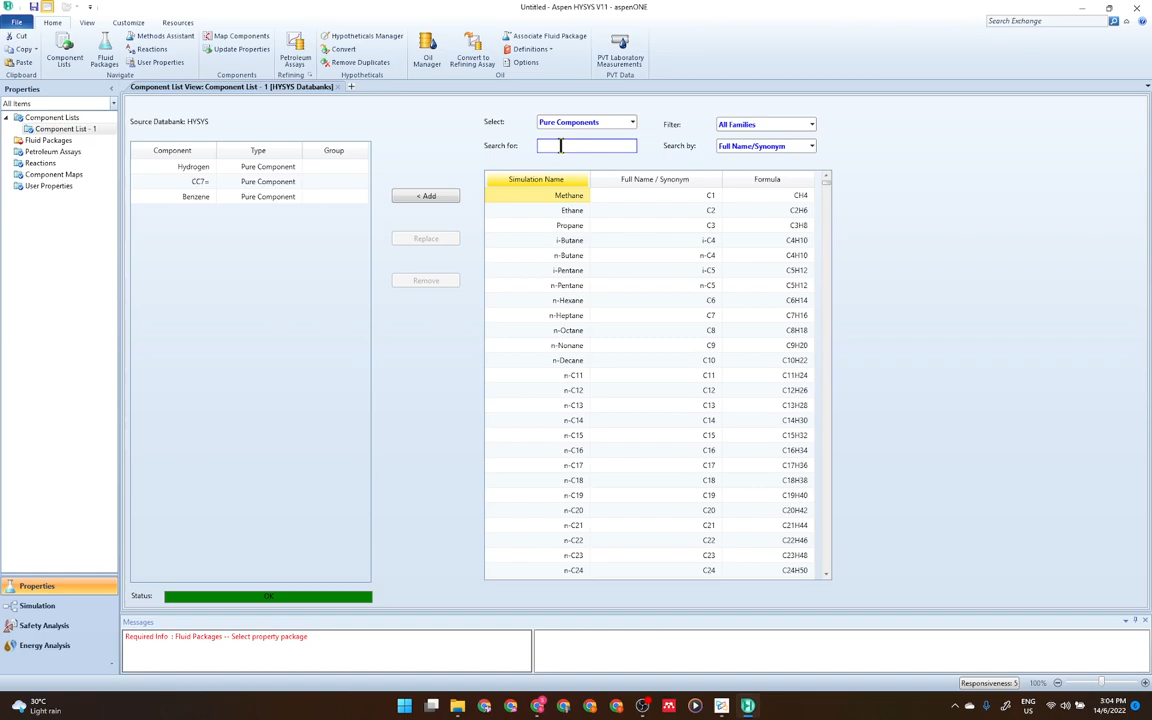 Untitled - Aspen HYSYS V11 - aspenONE
File Home View Customize Resources Search Exchange
Cut
Copy
Paste
Clipboard
Component Lists
Fluid Packages
Methods Assistant
Reactions
User Properties
Navigate
Map Components
Update Properties
Components
Petroleum Assays
Refining
Hypotheticals Manager
Convert
Remove Duplicates
Hypotheticals
Oil Manager
Convert to Refining Assay
Associate Fluid Package
Definitions
Options
Oil
PVT Laboratory Measurements
PVT Data
Properties
All Items
Component Lists
Component List - 1
Fluid Packages
Petroleum Assays
Reactions
Component Maps
User Properties
Properties
Simulation
Safety Analysis
Energy Analysis
Component List View: Component List - 1 [HYSYS Databanks]
Source Databank: HYSYS
Component Type Group
Hydrogen Pure Component
CC7= Pure Component
Benzene Pure Component
< Add
Replace
Remove
Select: Pure Components Filter: All Families
Search for: Search by: Full Name/Synonym
Simulation Name Full Name / Synonym Formula
Methane C1 CH4
Ethane C2 C2H6
Propane C3 C3H8
i-Butane i-C4 C4H10
n-Butane n-C4 C4H10
i-Pentane i-C5 C5H12
n-Pentane n-C5 C5H12
n-Hexane C6 C6H14
n-Heptane C7 C7H16
n-Octane C8 C8H18
n-Nonane C9 C9H20
n-Decane C10 C10H22
n-C11 C11 C11H24
n-C12 C12 C12H26
n-C13 C13 C13H28
n-C14 C14 C14H30
n-C15 C15 C15H32
n-C16 C16 C16H34
n-C17 C17 C17H36
n-C18 C18 C18H38
n-C19 C19 C19H40
n-C20 C20 C20H42
n-C21 C21 C21H44
n-C22 C22 C22H46
n-C23 C23 C23H48
n-C24 C24 C24H50
Status: OK
Messages
Required Info : Fluid Packages -- Select property package
Responsiveness: 5 100%
30°C
Light rain
ENG
US
3:04 PM
14/6/2022